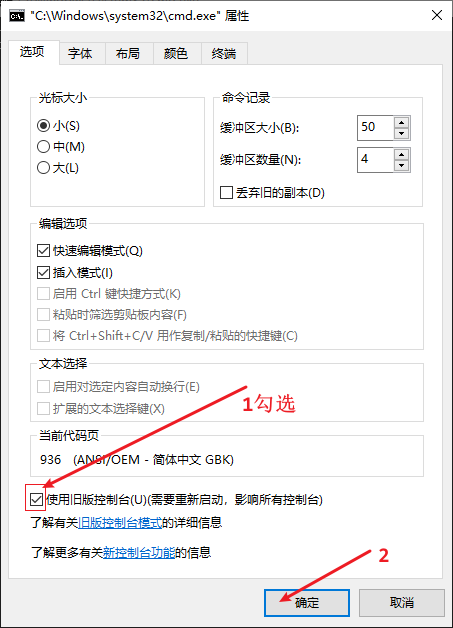 "C:\Windows\system32\cmd.exe" 属性
选项 字体 布局 颜色 终端
光标大小
小(S)
中(M)
大(L)
命令记录
缓冲区大小(B): 50
缓冲区数量(N): 4
丢弃旧的副本(D)
编辑选项
快速编辑模式(Q)
插入模式(I)
启用 Ctrl 键快捷方式(K)
粘贴时筛选剪贴板内容(F)
将 Ctrl+Shift+C/V 用作复制/粘贴的快捷键(C)
文本选择
启用对选定内容自动换行(E)
扩展的文本选择键(X)
1勾选
当前代码页
936 (ANSI/OEM - 简体中文 GBK)
使用旧版控制台(U)(需要重新启动，影响所有控制台)
了解有关旧版控制台模式的详细信息
了解更多有关新控制台功能的信息
2
确定 取消